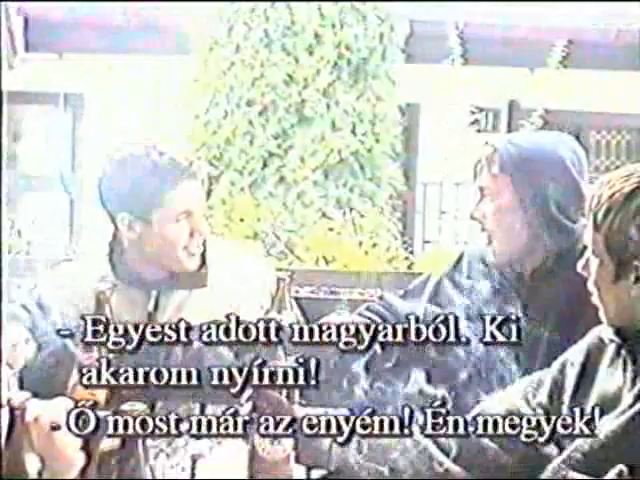 - Egyest adott magyarból. Ki
akarom nyírni!
- Ő most már az enyém! Én megyek!